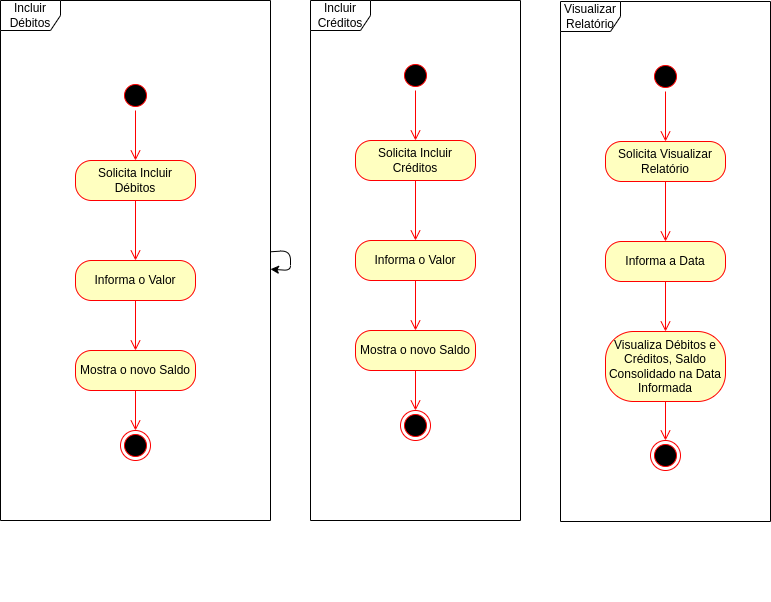 Incluir
Débitos
Solicita Incluir
Débitos
Informa o Valor
Mostra o novo Saldo
Incluir
Créditos
Solicita Incluir
Créditos
Informa o Valor
Mostra o novo Saldo
Visualizar
Relatório
Solicita Visualizar
Relatório
Informa a Data
Visualiza Débitos e
Créditos, Saldo
Consolidado na Data
Informada